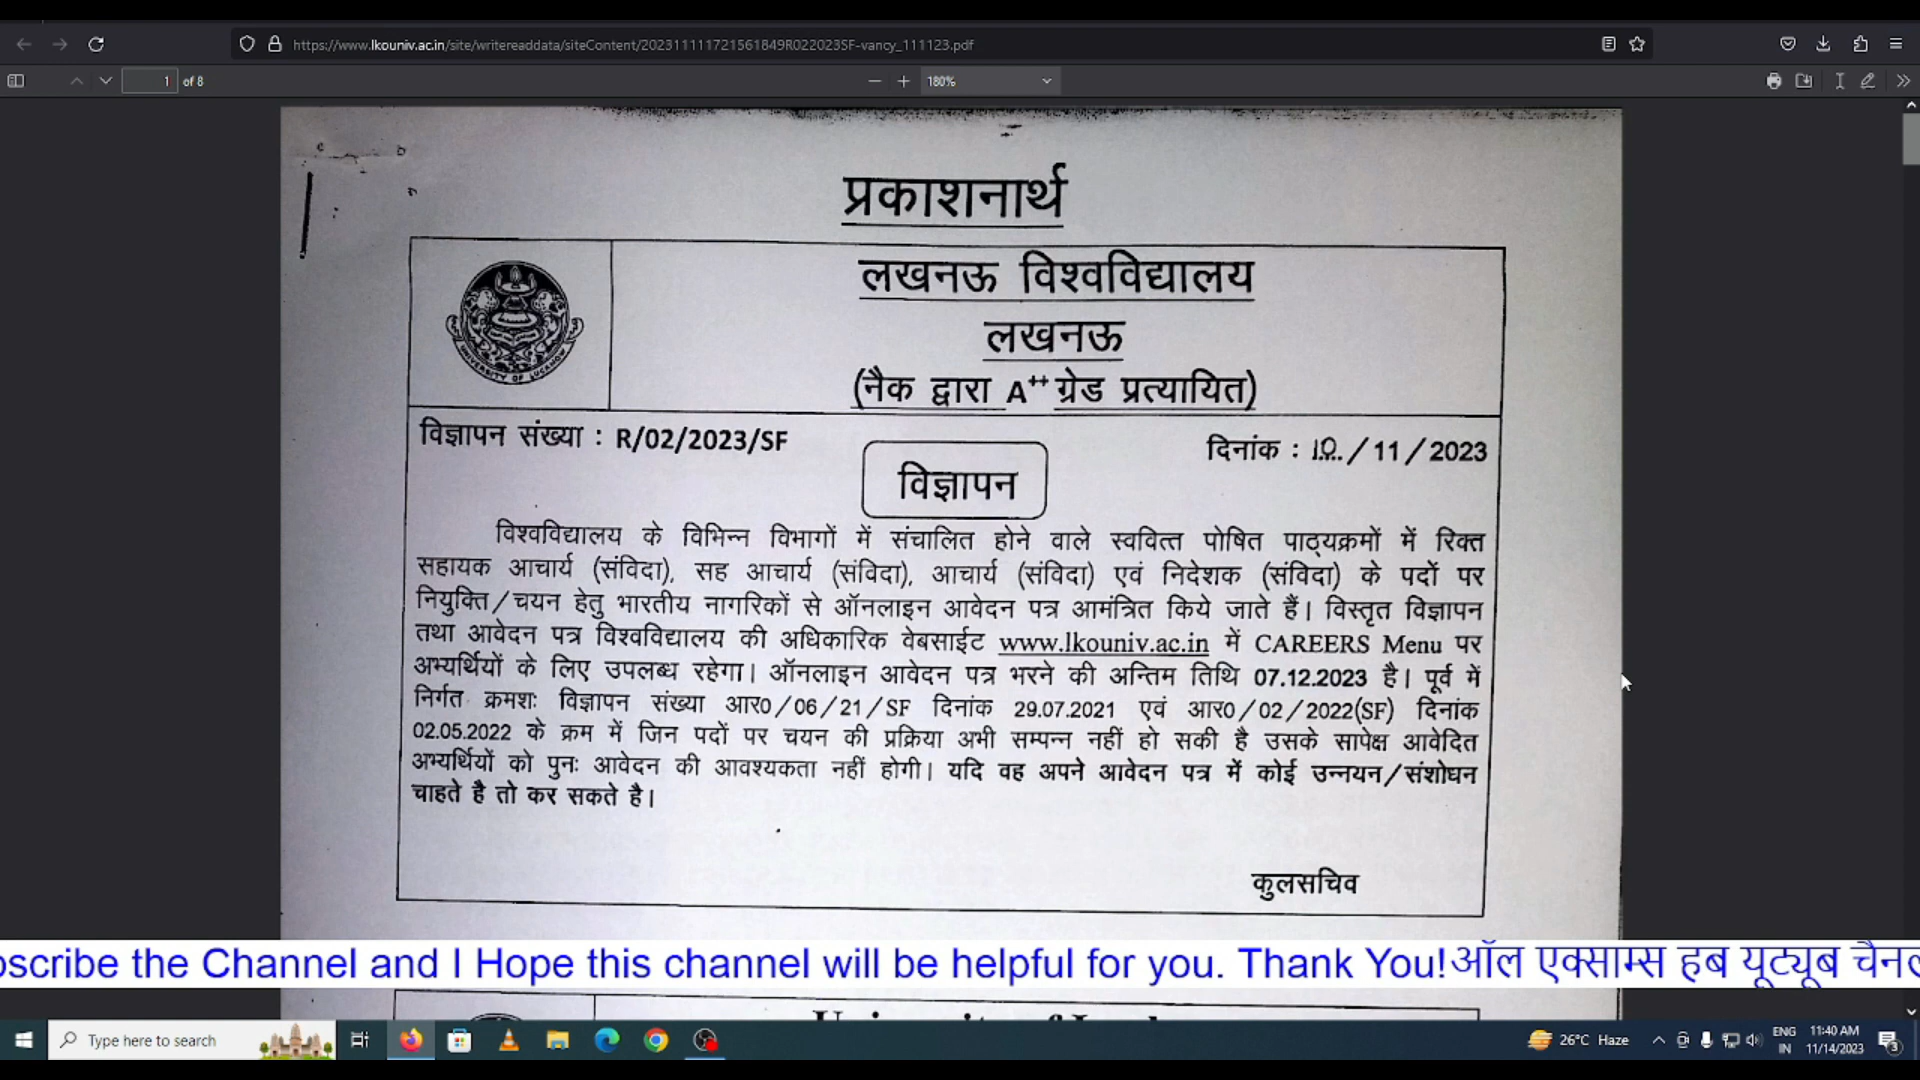 https://www.lkouniv.ac.in/site/writereaddata/siteContent/202311111721561849R022023SF-vancy_111123.pdf
1 of 8
180%
प्रकाशनार्थ
लखनऊ विश्वविद्यालय
लखनऊ
(नैक द्वारा A++ ग्रेड प्रत्यायित)
UNIVERSITY OF LUCKNOW
विज्ञापन संख्या : R/02/2023/SF
दिनांक : 10/11/2023
विज्ञापन
विश्वविद्यालय के विभिन्न विभागों में संचालित होने वाले स्ववित्त पोषित पाठ्यक्रमों में रिक्त
सहायक आचार्य (संविदा), सह आचार्य (संविदा), आचार्य (संविदा) एवं निदेशक (संविदा) के पदों पर
नियुक्ति/चयन हेतु भारतीय नागरिकों से ऑनलाइन आवेदन पत्र आमंत्रित किये जाते हैं। विस्तृत विज्ञापन
तथा आवेदन पत्र विश्वविद्यालय की अधिकारिक वेबसाईट www.lkouniv.ac.in में CAREERS Menu पर
अभ्यर्थियों के लिए उपलब्ध रहेगा। ऑनलाइन आवेदन पत्र भरने की अन्तिम तिथि 07.12.2023 है। पूर्व में
निर्गत क्रमशः विज्ञापन संख्या आर0/06/21/SF दिनांक 29.07.2021 एवं आर0/02/2022(SF) दिनांक
02.05.2022 के क्रम में जिन पदों पर चयन की प्रक्रिया अभी सम्पन्न नहीं हो सकी है उसके सापेक्ष आवेदित
अभ्यर्थियों को पुनः आवेदन की आवश्यकता नहीं होगी। यदि वह अपने आवेदन पत्र में कोई उन्नयन/संशोधन
चाहते है तो कर सकते है।
कुलसचिव
the Channel and I Hope this channel will be helpful for you. Thank You!ऑल एक्साम्स हब यूट्यूब
Type here to search
26°C Haze
ENG
IN
11:40 AM
11/14/2023
3